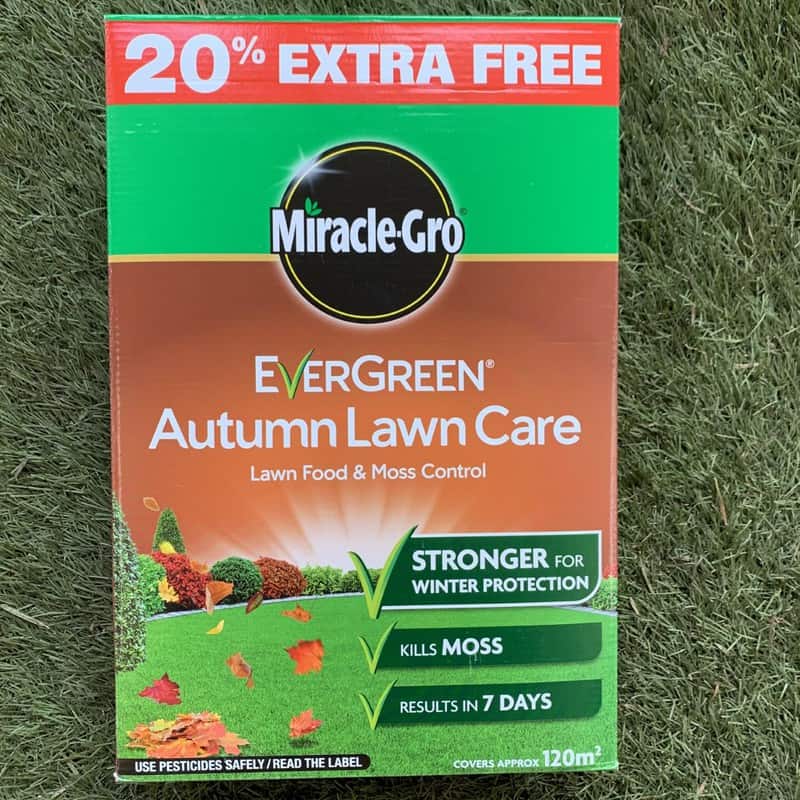 20% EXTRA FREE
Miracle-Gro®
EVERGREEN®
Autumn Lawn Care
Lawn Food & Moss Control
STRONGER FOR
WINTER PROTECTION
KILLS MOSS
RESULTS IN 7 DAYS
USE PESTICIDES SAFELY / READ THE LABEL
COVERS APPROX 120m²